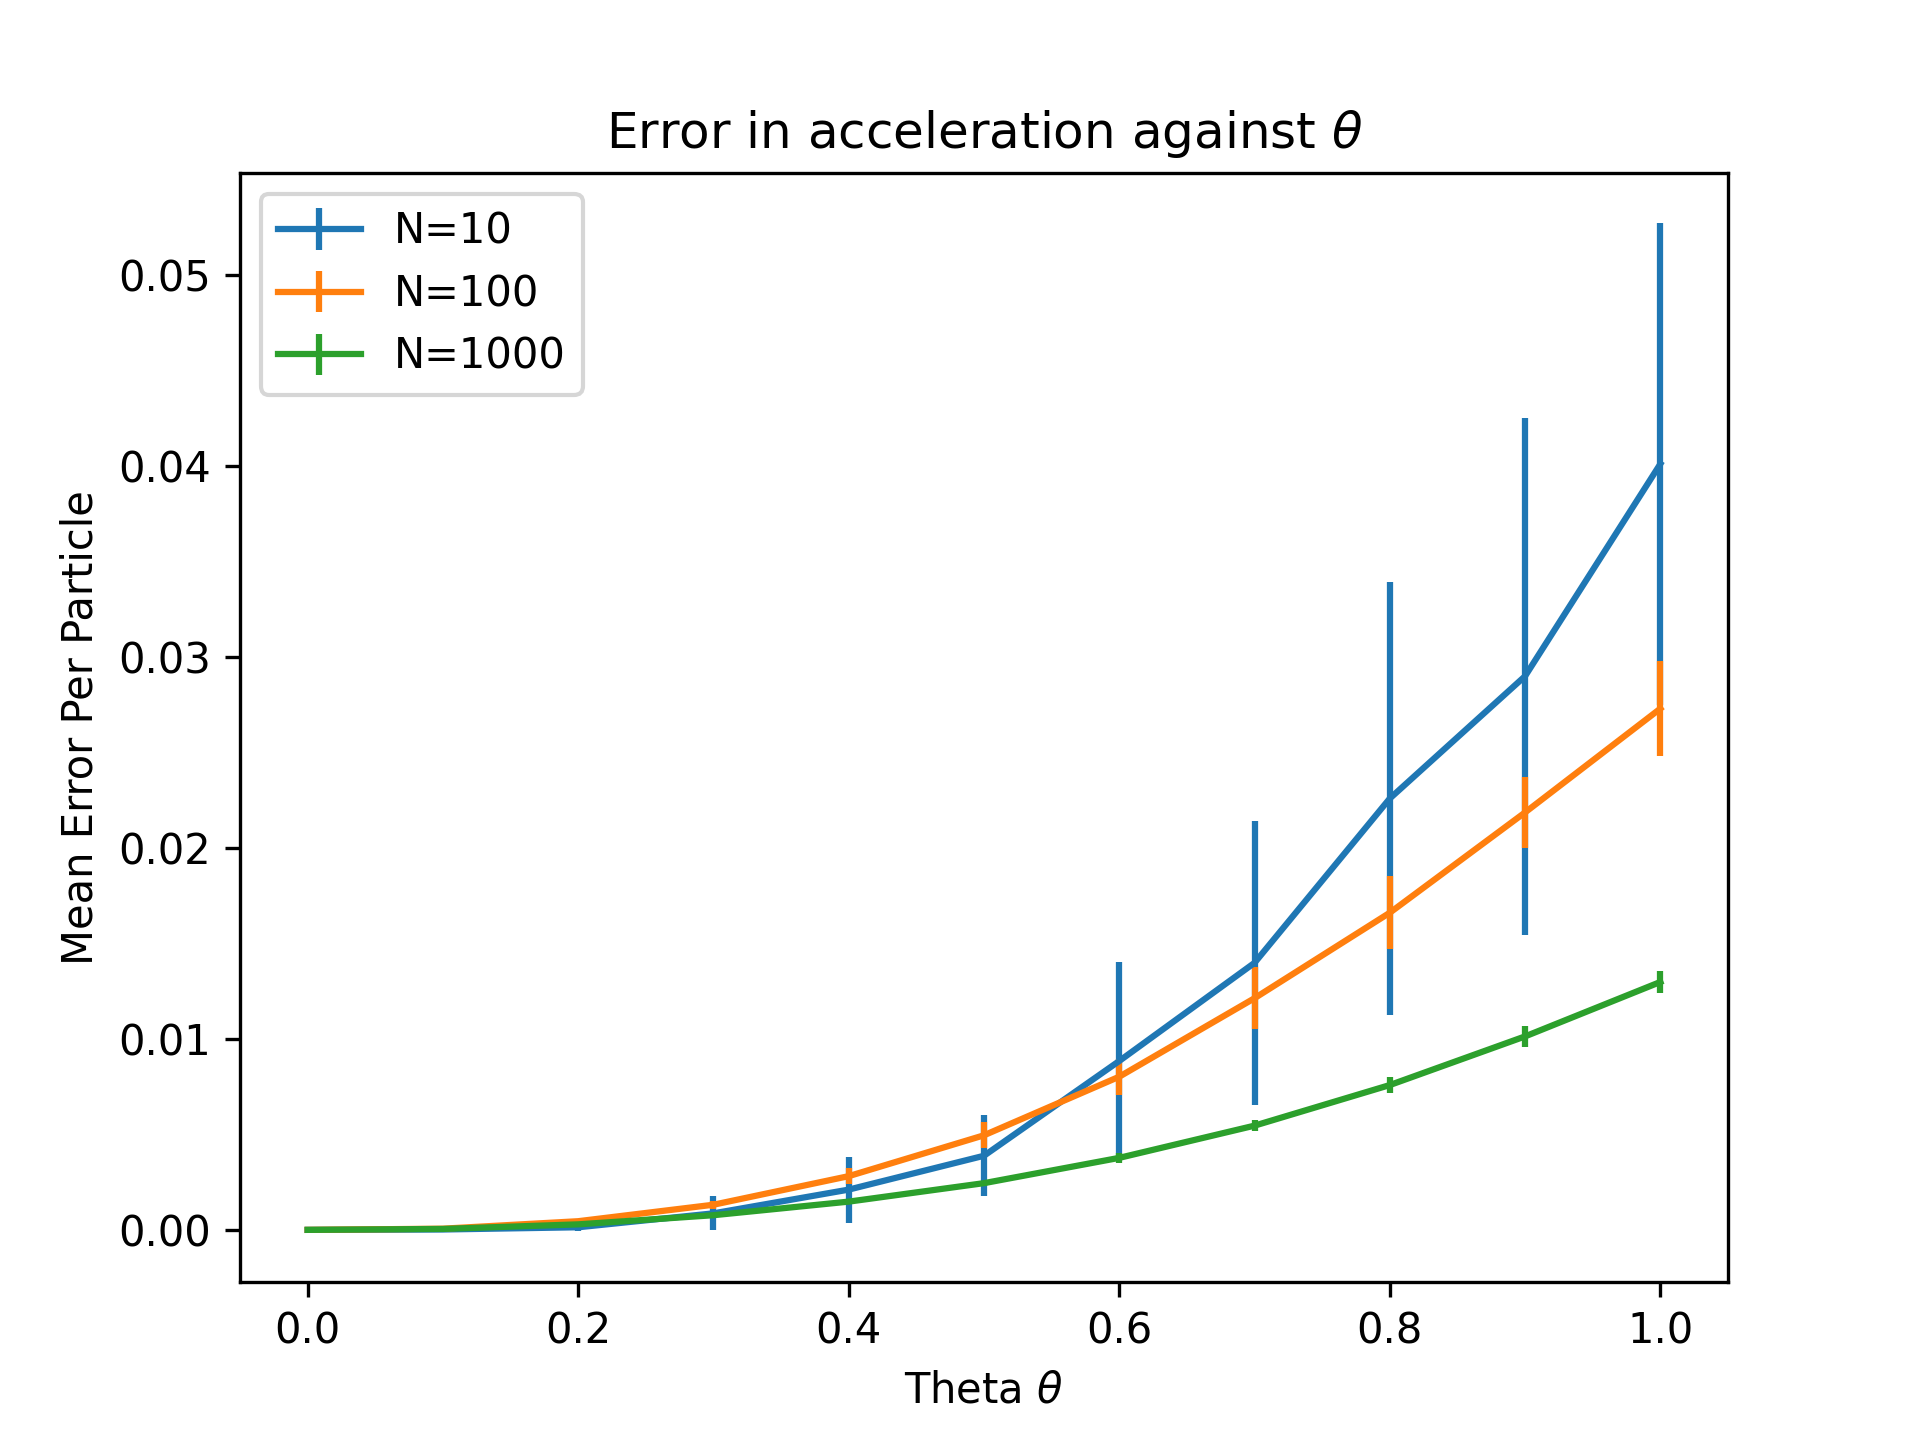 Error in acceleration against θ
N=10
N=100
N=1000
0.05
0.04
0.03
0.02
0.01
0.00
Mean Error Per Particle
0.0 0.2 0.4 0.6 0.8 1.0
Theta θ